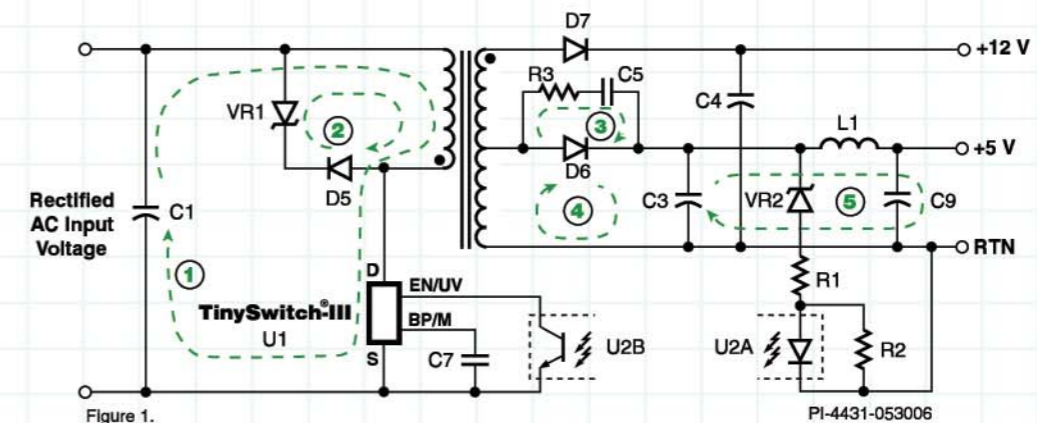 D7
+12 V
R3
C5
C4
VR1
2
3
L1
+5 V
D6
D5
Rectified
AC Input
Voltage
C1
4
C3
VR2
5
C9
RTN
1
D
EN/UV
R1
TinySwitch®-III
U1
BP/M
S
C7
U2B
U2A
R2
Figure 1.
PI-4431-053006